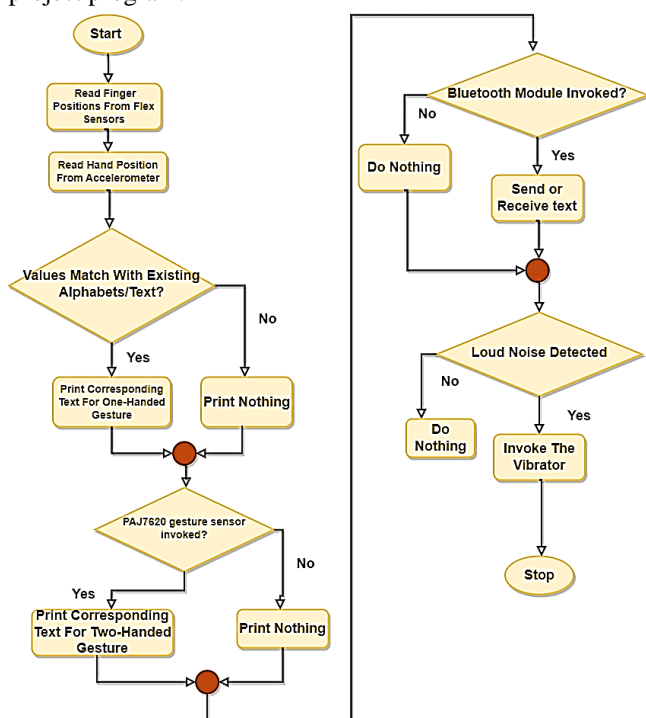 Start
Read Finger
Positions From Flex
Sensors
Read Hand Position
From Accelerometer
Values Match With Existing
Alphabets/Text?
No
Yes
Print Corresponding
Text For One-Handed
Gesture
Print Nothing
PAJ7620 gesture sensor
invoked?
No
Yes
Print Corresponding
Text For Two-Handed
Gesture
Print Nothing
Bluetooth Module Invoked?
No
Yes
Do Nothing
Send or
Receive text
Loud Noise Detected
No
Yes
Do
Nothing
Invoke The
Vibrator
Stop